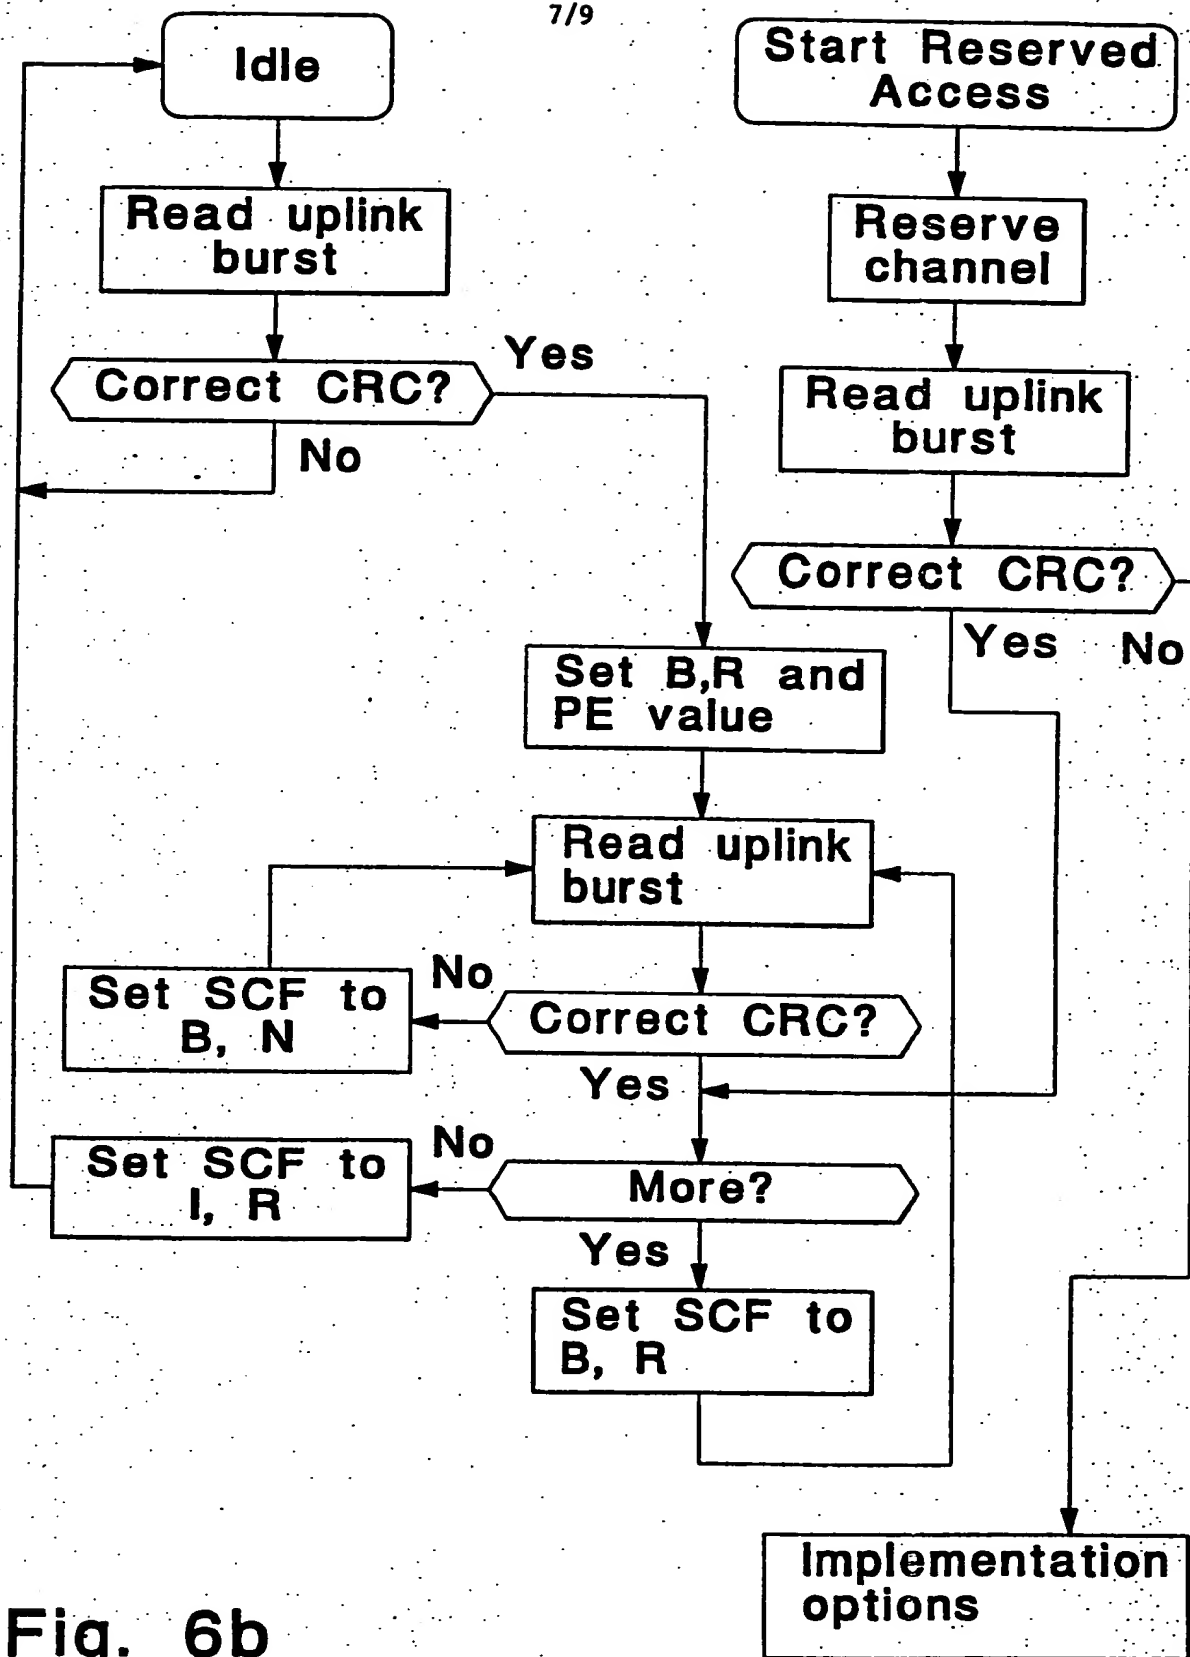 7/9
Idle
Read uplink
burst
Correct CRC?
Yes
No
Start Reserved
Access
Reserve
channel
Read uplink
burst
Correct CRC?
Yes
No
Set B,R and
PE value
Read uplink
burst
Correct CRC?
No
Set SCF to
B, N
Yes
More?
No
Set SCF to
I, R
Yes
Set SCF to
B, R
Implementation
options
Fig. 6b